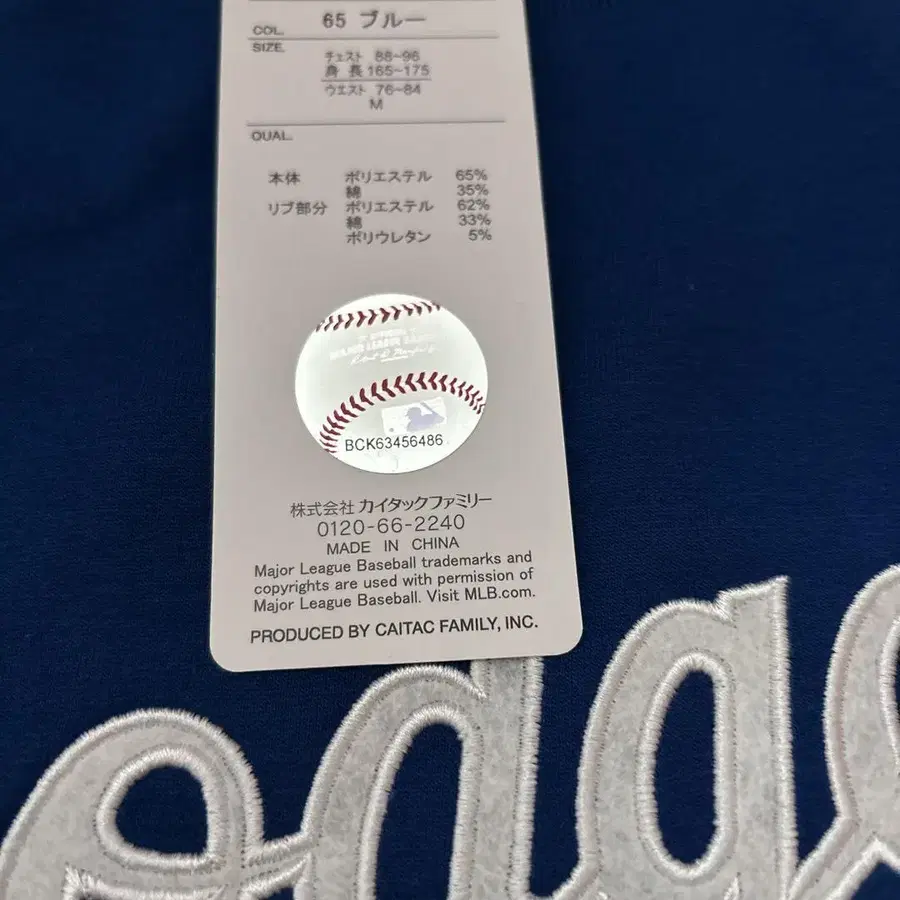 COL. 65 ブルー
SIZE.
チェスト 88~96
身 長 165~175
ウエスト 76~84
M
QUAL.
本体 ポリエステル 65%
綿 35%
リブ部分 ポリエステル 62%
綿 33%
ポリウレタン 5%
MAJOR LEAGUE
BCK63456486
株式会社 カイタックファミリー
0120-66-2240
MADE IN CHINA
Major League Baseball trademarks and
copyrights are used with permission of
Major League Baseball. Visit MLB.com.
PRODUCED BY CAITAC FAMILY, INC.
odge